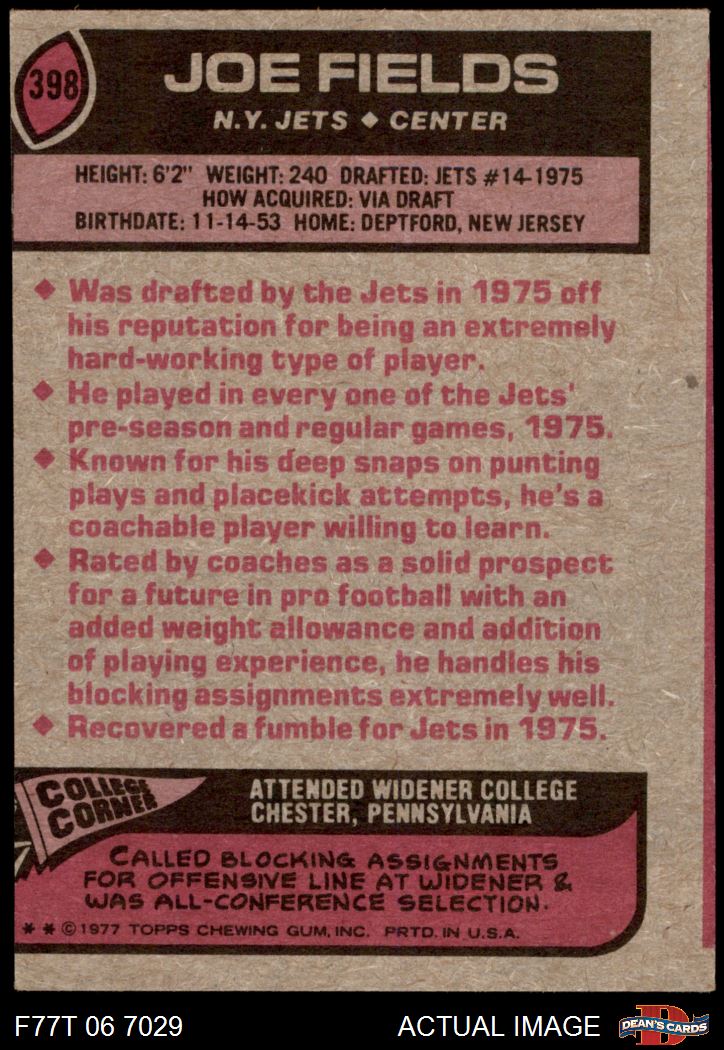 398
JOE FIELDS
N.Y. JETS ◆ CENTER
HEIGHT: 6'2" WEIGHT: 240 DRAFTED: JETS #14-1975
HOW ACQUIRED: VIA DRAFT
BIRTHDATE: 11-14-53 HOME: DEPTFORD, NEW JERSEY
◆ Was drafted by the Jets in 1975 off
his reputation for being an extremely
hard-working type of player.
◆ He played in every one of the Jets'
pre-season and regular games, 1975.
◆ Known for his deep snaps on punting
plays and placekick attempts, he's a
coachable player willing to learn.
◆ Rated by coaches as a solid prospect
for a future in pro football with an
added weight allowance and addition
of playing experience, he handles his
blocking assignments extremely well.
◆ Recovered a fumble for Jets in 1975.
COLLEGE
CORNER
ATTENDED WIDENER COLLEGE
CHESTER, PENNSYLVANIA
CALLED BLOCKING ASSIGNMENTS
FOR OFFENSIVE LINE AT WIDENER &
WAS ALL-CONFERENCE SELECTION.
* * © 1977 TOPPS CHEWING GUM, INC. PRTD. IN U.S.A.
F77T 06 7029
ACTUAL IMAGE
D
DEAN'S CARDS